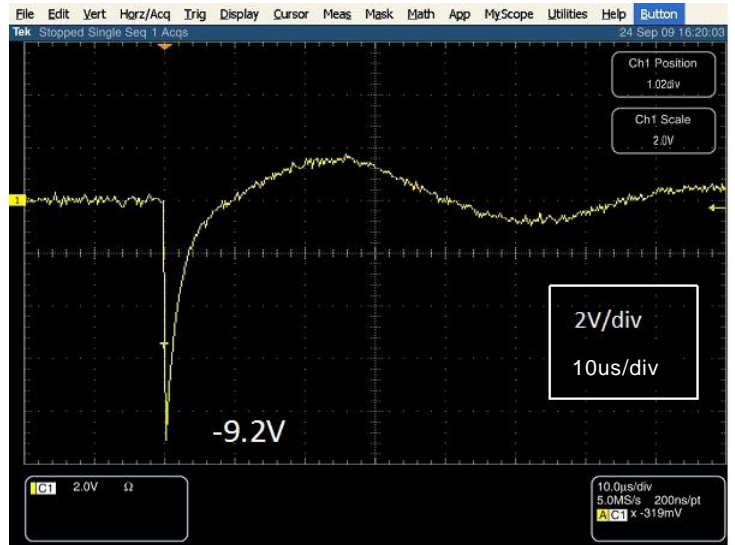 File Edit Vert Horz/Acq Trig Display Cursor Meas Mask Math App MyScope Utilities Help Button
Tek Stopped Single Seq 1 Acqs 24 Sep 09 16:20:03
Ch1 Position
1.02div
Ch1 Scale
2.0V
1
2V/div
10us/div
T
-9.2V
C1 2.0V Ω
10.0µs/div
5.0MS/s 200ns/pt
A C1 x -319mV